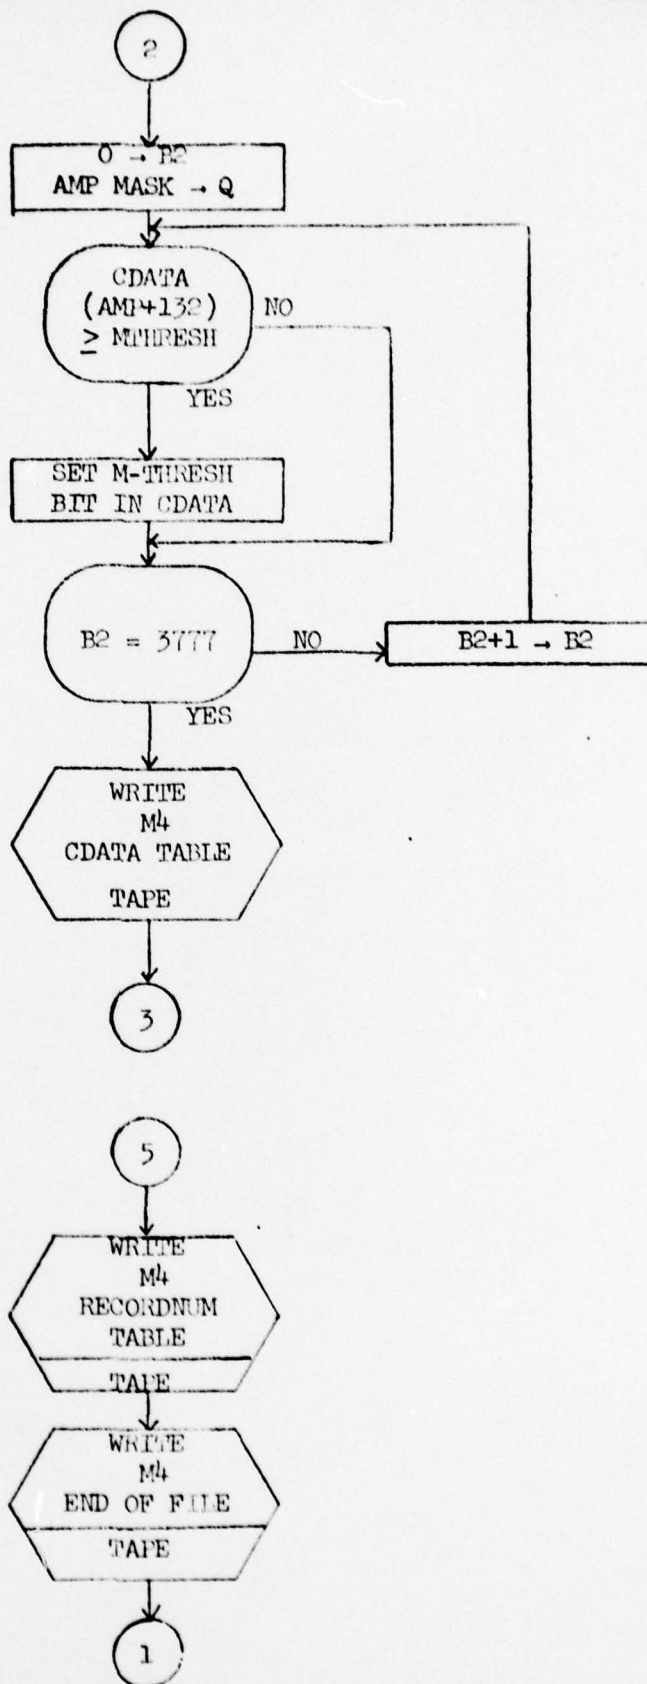 2
0 → B2
AMP MASK → Q
CDATA
(AMP+132)
≥ MTHRESH
NO
YES
SET M-THRESH
BIT IN CDATA
B2 = 3777
NO
B2+1 → B2
YES
WRITE
M4
CDATA TABLE
TAPE
3
5
WRITE
M4
RECORDNUM
TABLE
TAPE
WRITE
M4
END OF FILE
TAPE
1